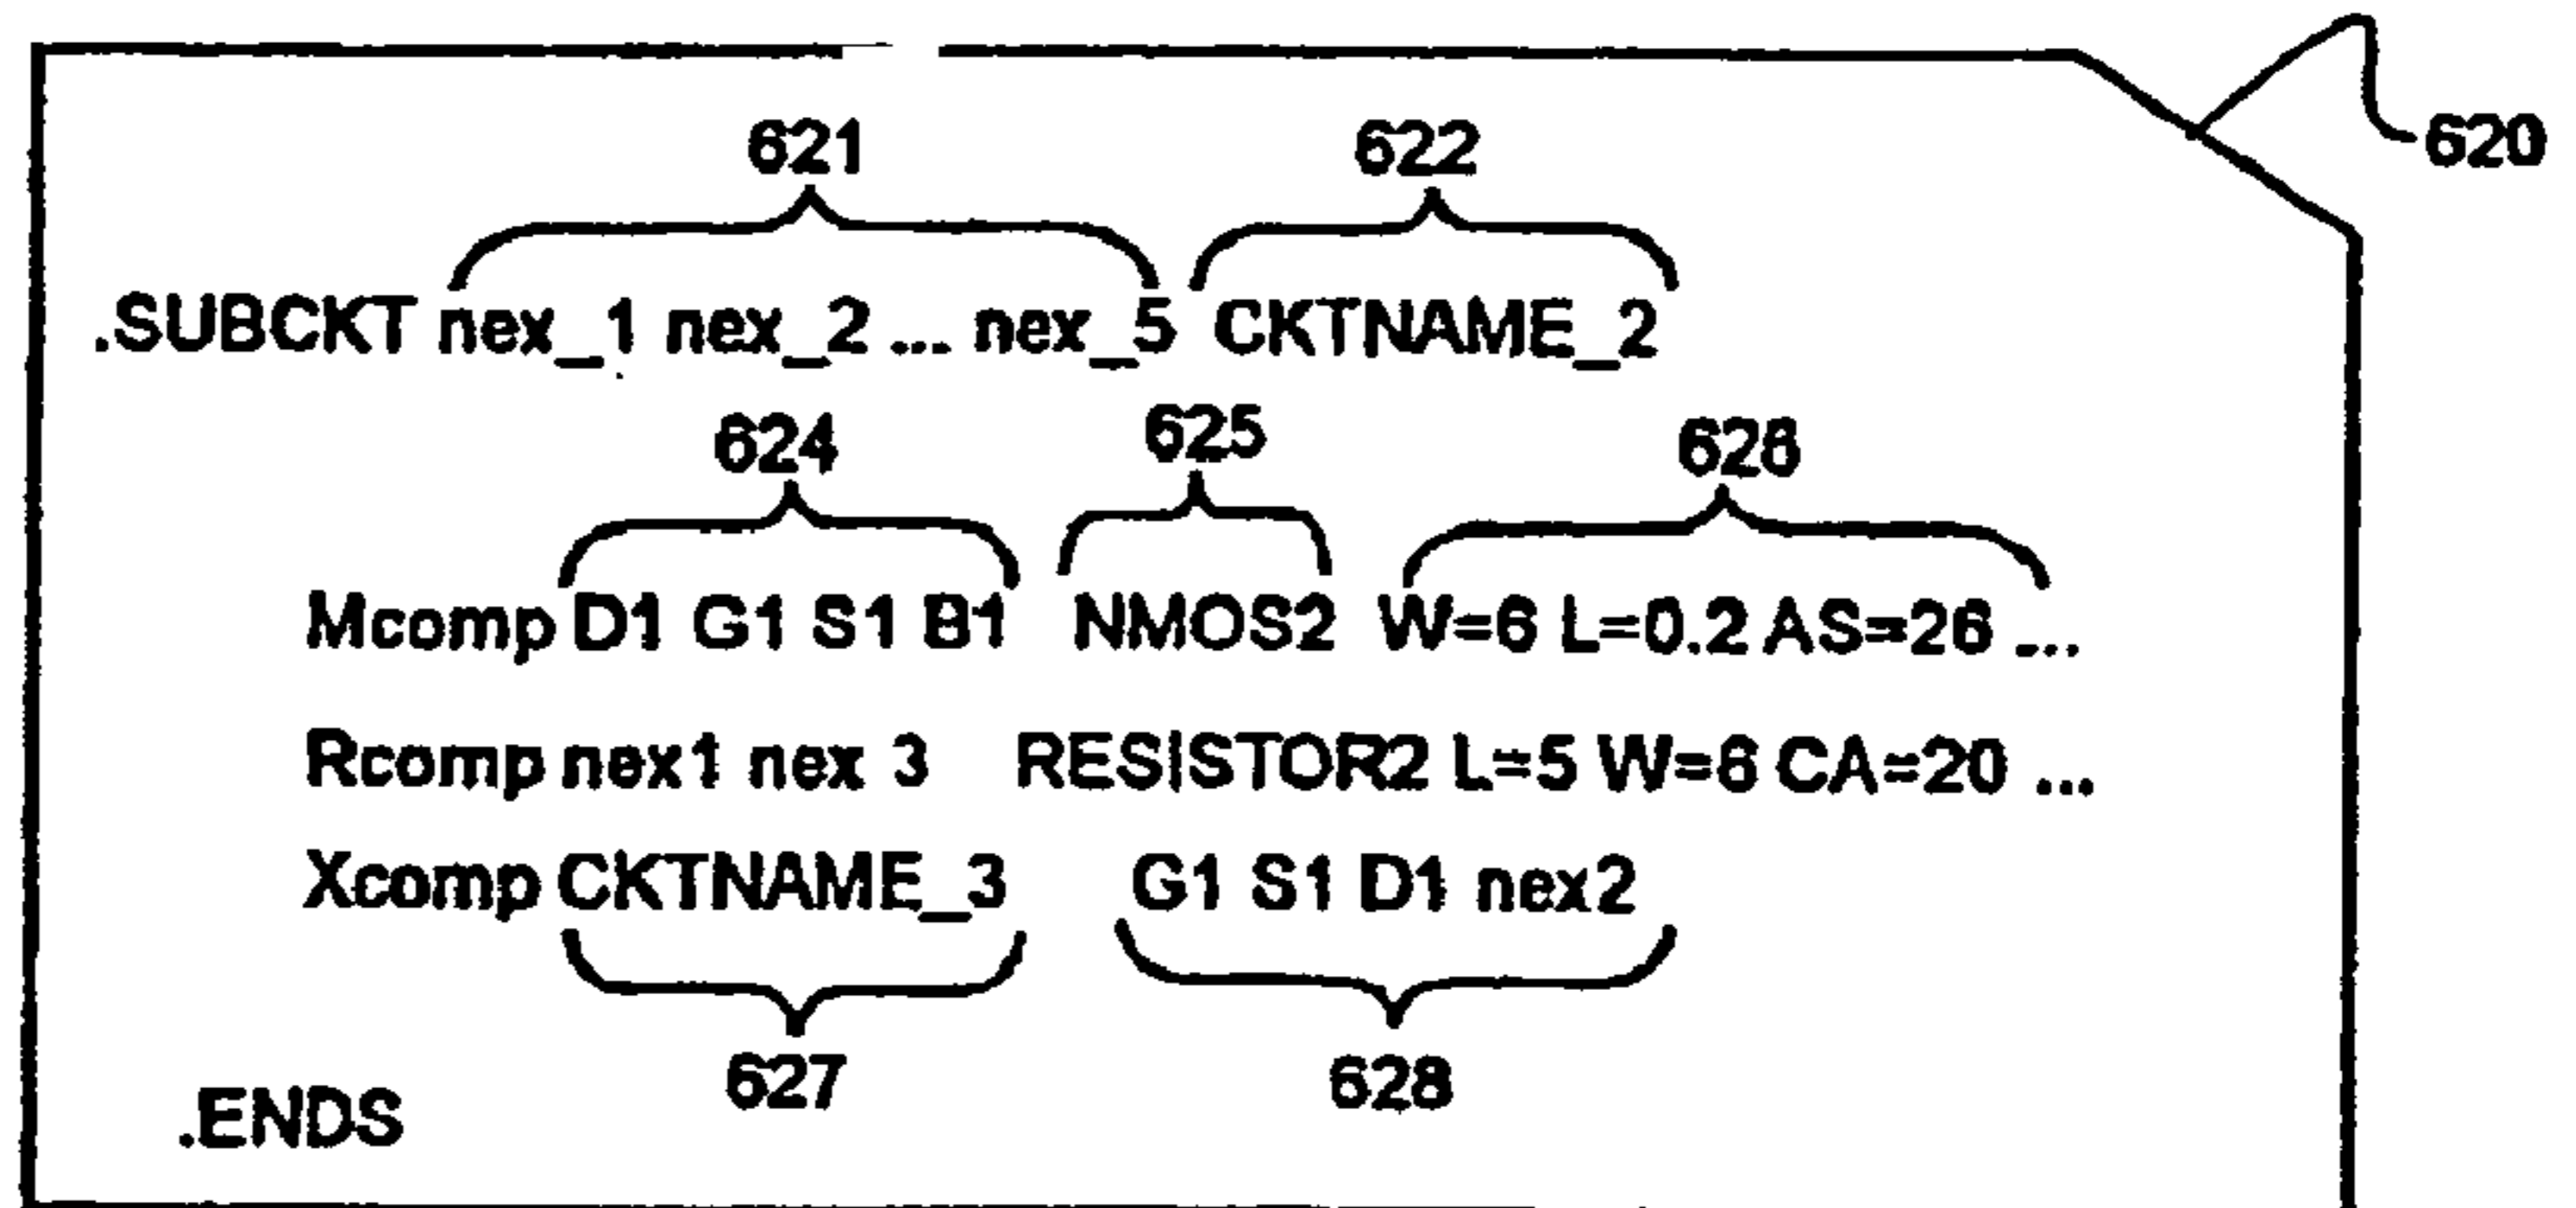 620
621 622
.SUBCKT nex_1 nex_2 ... nex_5 CKTNAME_2
624 625 626
Mcomp D1 G1 S1 B1 NMOS2 W=6 L=0.2 AS=26 ...
Rcomp nex1 nex 3 RESISTOR2 L=5 W=6 CA=20 ...
Xcomp CKTNAME_3 G1 S1 D1 nex2
627 628
.ENDS